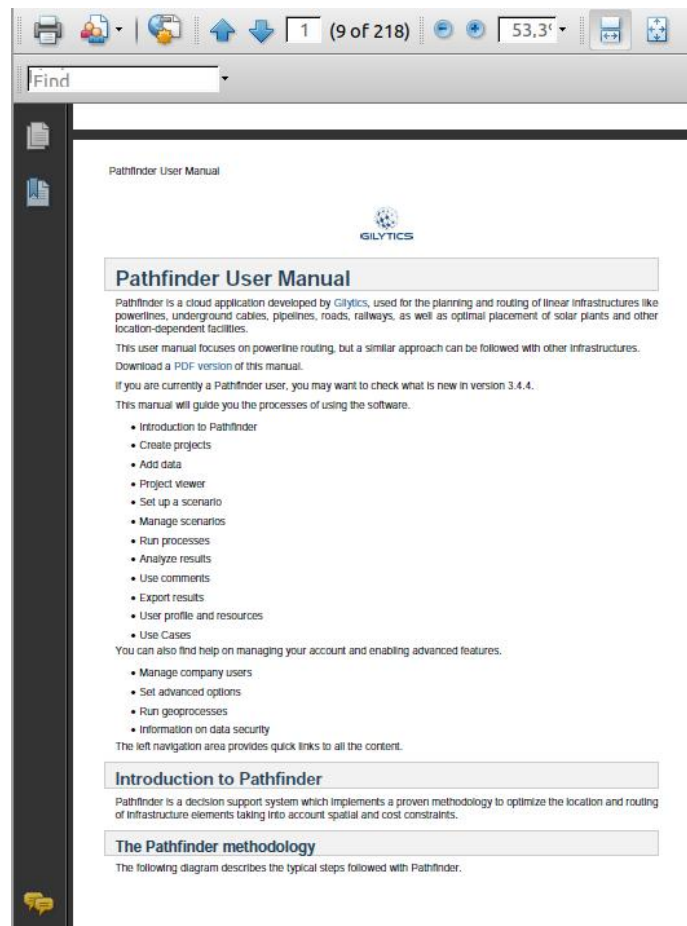 1 (9 of 218) 53,3%
Find
Pathfinder User Manual
GILYTICS
Pathfinder User Manual
Pathfinder is a cloud application developed by Gilytics, used for the planning and routing of linear infrastructures like
powerlines, underground cables, pipelines, roads, railways, as well as optimal placement of solar plants and other
location-dependent facilities.
This user manual focuses on powerline routing, but a similar approach can be followed with other infrastructures.
Download a PDF version of this manual.
If you are currently a Pathfinder user, you may want to check what is new in version 3.4.4.
This manual will guide you the processes of using the software.
• Introduction to Pathfinder
• Create projects
• Add data
• Project viewer
• Set up a scenario
• Manage scenarios
• Run processes
• Analyze results
• Use comments
• Export results
• User profile and resources
• Use Cases
You can also find help on managing your account and enabling advanced features.
• Manage company users
• Set advanced options
• Run geoprocesses
• Information on data security
The left navigation area provides quick links to all the content.
Introduction to Pathfinder
Pathfinder is a decision support system which implements a proven methodology to optimize the location and routing
of infrastructure elements taking into account spatial and cost constraints.
The Pathfinder methodology
The following diagram describes the typical steps followed with Pathfinder.